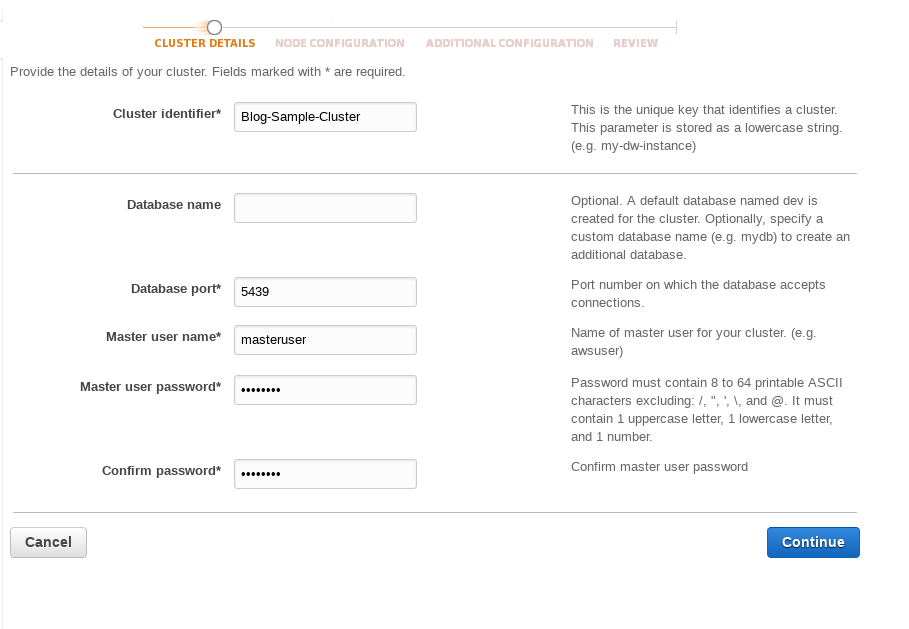 CLUSTER DETAILS NODE CONFIGURATION ADDITIONAL CONFIGURATION REVIEW
Provide the details of your cluster. Fields marked with * are required.
Cluster identifier* Blog-Sample-Cluster
This is the unique key that identifies a cluster.
This parameter is stored as a lowercase string.
(e.g. my-dw-instance)
Database name
Optional. A default database named dev is
created for the cluster. Optionally, specify a
custom database name (e.g. mydb) to create an
additional database.
Database port* 5439
Port number on which the database accepts
connections.
Master user name* masteruser
Name of master user for your cluster. (e.g.
awsuser)
Master user password* ••••••••
Password must contain 8 to 64 printable ASCII
characters excluding: /, ", ', \, and @. It must
contain 1 uppercase letter, 1 lowercase letter,
and 1 number.
Confirm password* ••••••••
Confirm master user password
Cancel Continue